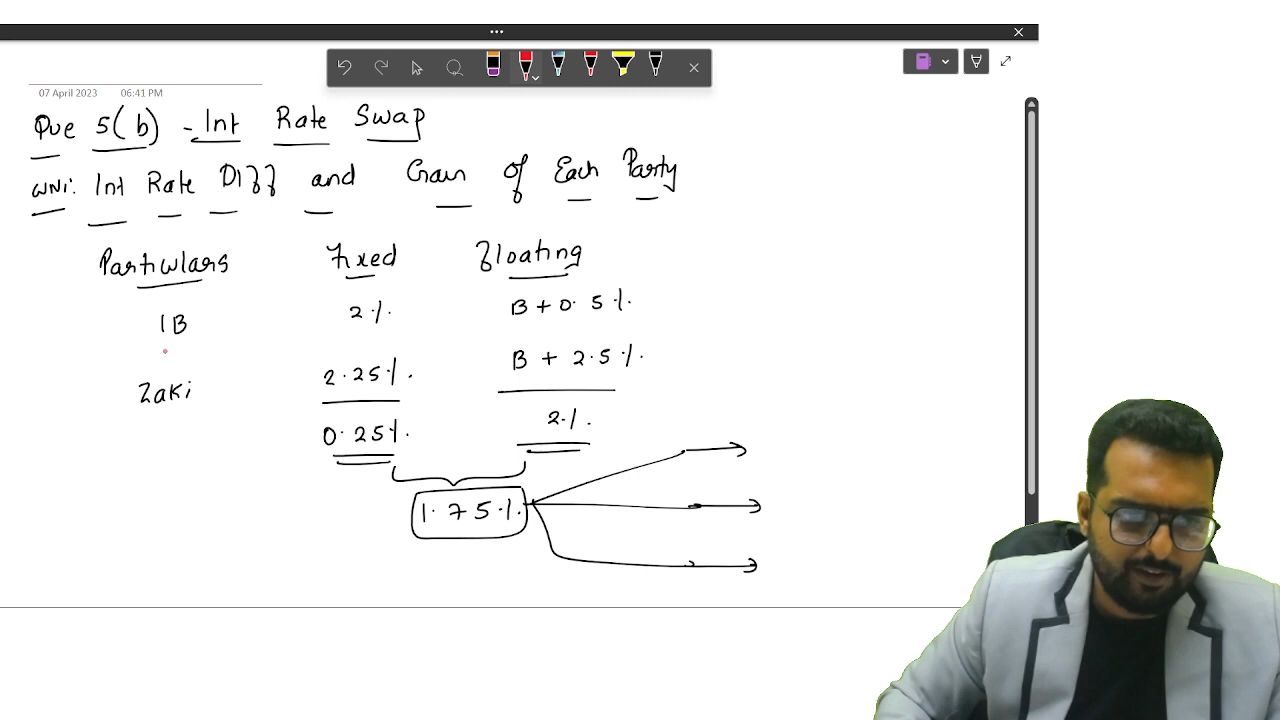 07 April 2023 06:41 PM
Que 5(b) - Int Rate Swap
WN1: Int Rate Diff and Gain of Each Party
Particulars Fixed Floating
IB 2% B + 0.5%
Zaki 2.25% B + 2.5%
0.25% 2%
1.75%